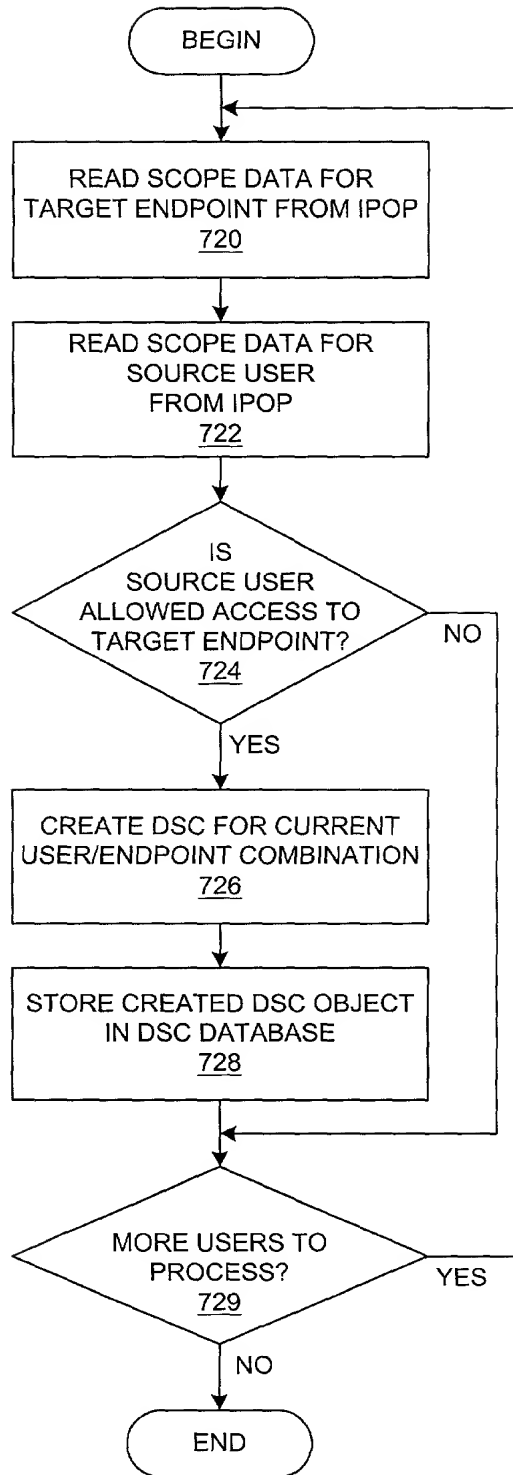 BEGIN
READ SCOPE DATA FOR
TARGET ENDPOINT FROM IPOP
720
READ SCOPE DATA FOR
SOURCE USER
FROM IPOP
722
IS
SOURCE USER
ALLOWED ACCESS TO
TARGET ENDPOINT?
724
NO
YES
CREATE DSC FOR CURRENT
USER/ENDPOINT COMBINATION
726
STORE CREATED DSC OBJECT
IN DSC DATABASE
728
MORE USERS TO
PROCESS?
729
YES
NO
END